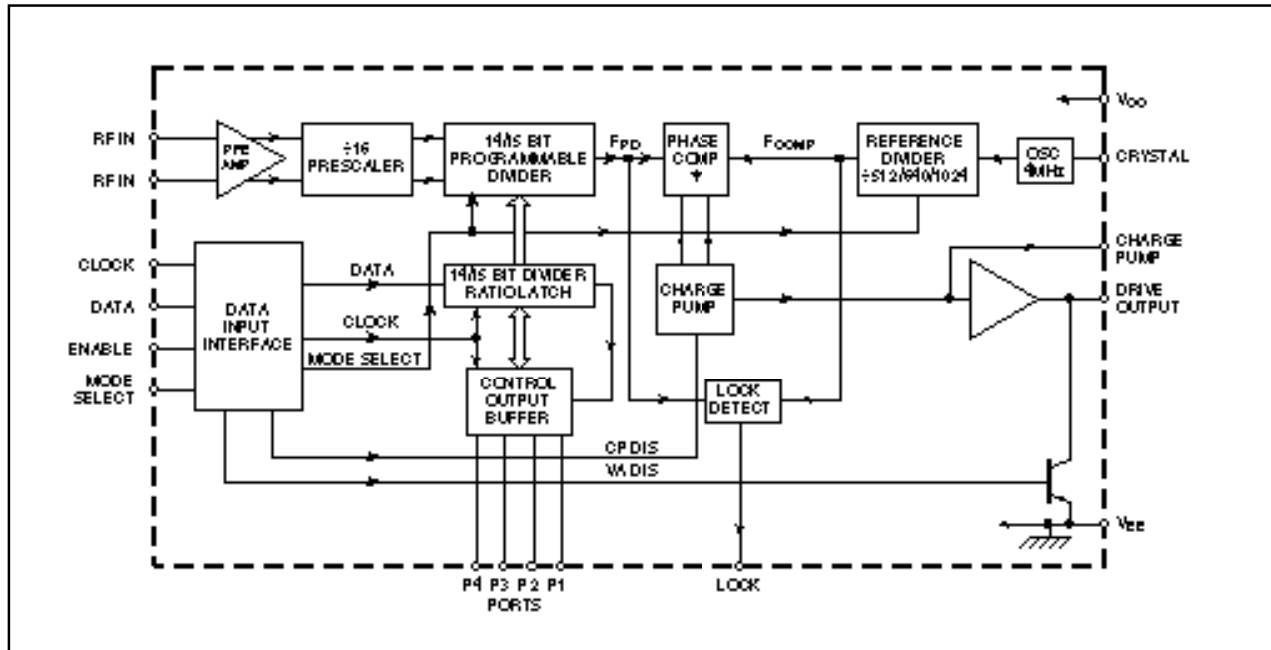 VDD
RF IN
PRE
AMP
÷16
PRESCALER
14/15 BIT
PROGRAMMABLE
DIVIDER
FPD
PHASE
COMP
FCOMP
REFERENCE
DIVIDER
÷512/640/1024
OSC
4MHz
CRYSTAL
RF IN
CLOCK
DATA
ENABLE
MODE
SELECT
DATA
INPUT
INTERFACE
DATA
CLOCK
MODE SELECT
14/15 BIT DIVIDER
RATIO LATCH
CHARGE PUMP
CHARGE
PUMP
DRIVE
OUTPUT
CONTROL
OUTPUT
BUFFER
LOCK
DETECT
CP DIS
VA DIS
VEE
P4 P3 P2 P1
PORTS
LOCK